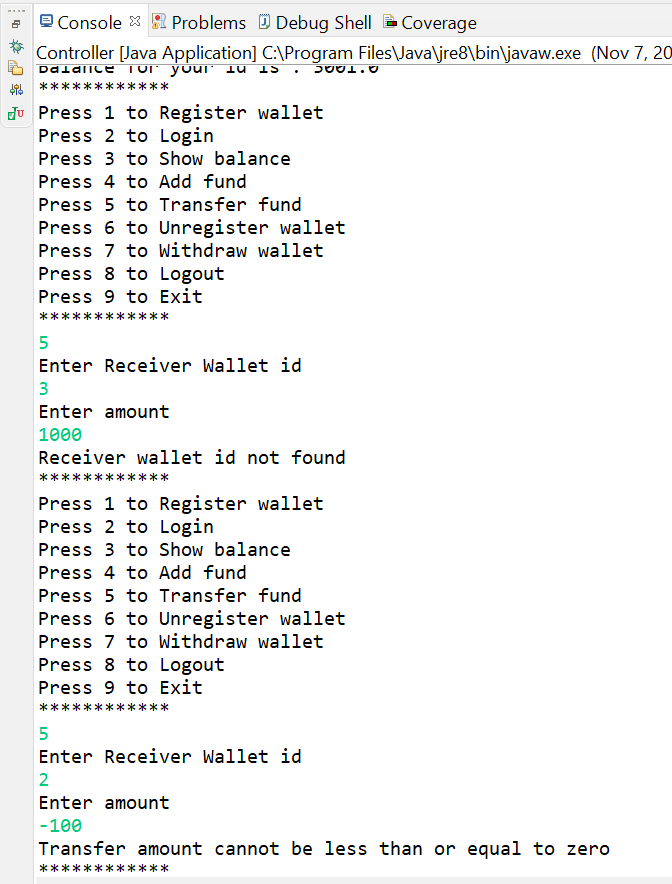 Console Problems Debug Shell Coverage
Controller [Java Application] C:\Program Files\Java\jre8\bin\javaw.exe (Nov 7, 20
Balance for your id is : 3001.0
************
Press 1 to Register wallet
Press 2 to Login
Press 3 to Show balance
Press 4 to Add fund
Press 5 to Transfer fund
Press 6 to Unregister wallet
Press 7 to Withdraw wallet
Press 8 to Logout
Press 9 to Exit
************
5
Enter Receiver Wallet id
3
Enter amount
1000
Receiver wallet id not found
************
Press 1 to Register wallet
Press 2 to Login
Press 3 to Show balance
Press 4 to Add fund
Press 5 to Transfer fund
Press 6 to Unregister wallet
Press 7 to Withdraw wallet
Press 8 to Logout
Press 9 to Exit
************
5
Enter Receiver Wallet id
2
Enter amount
-100
Transfer amount cannot be less than or equal to zero
************